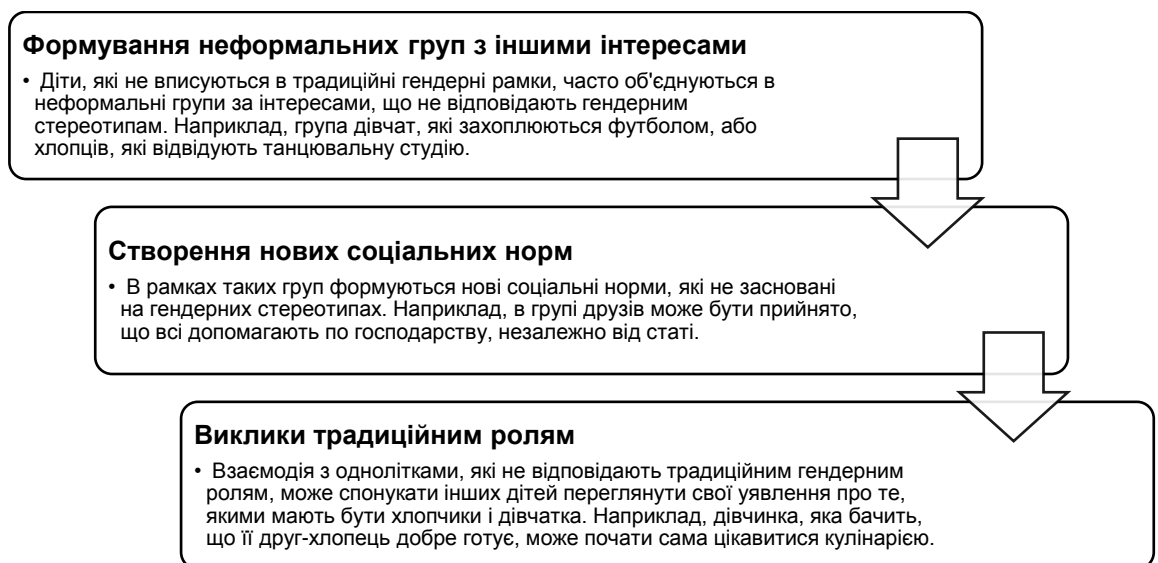 Формування неформальних груп з іншими інтересами
• Діти, які не вписуються в традиційні гендерні рамки, часто об'єднуються в
неформальні групи за інтересами, що не відповідають гендерним
стереотипам. Наприклад, група дівчат, які захоплюються футболом, або
хлопців, які відвідують танцювальну студію.
Створення нових соціальних норм
• В рамках таких груп формуються нові соціальні норми, які не засновані
на гендерних стереотипах. Наприклад, в групі друзів може бути прийнято,
що всі допомагають по господарству, незалежно від статі.
Виклики традиційним ролям
• Взаємодія з однолітками, які не відповідають традиційним гендерним
ролям, може спонукати інших дітей переглянути свої уявлення про те,
якими мають бути хлопчики і дівчатка. Наприклад, дівчинка, яка бачить,
що її друг-хлопець добре готує, може почати сама цікавитися кулінарією.